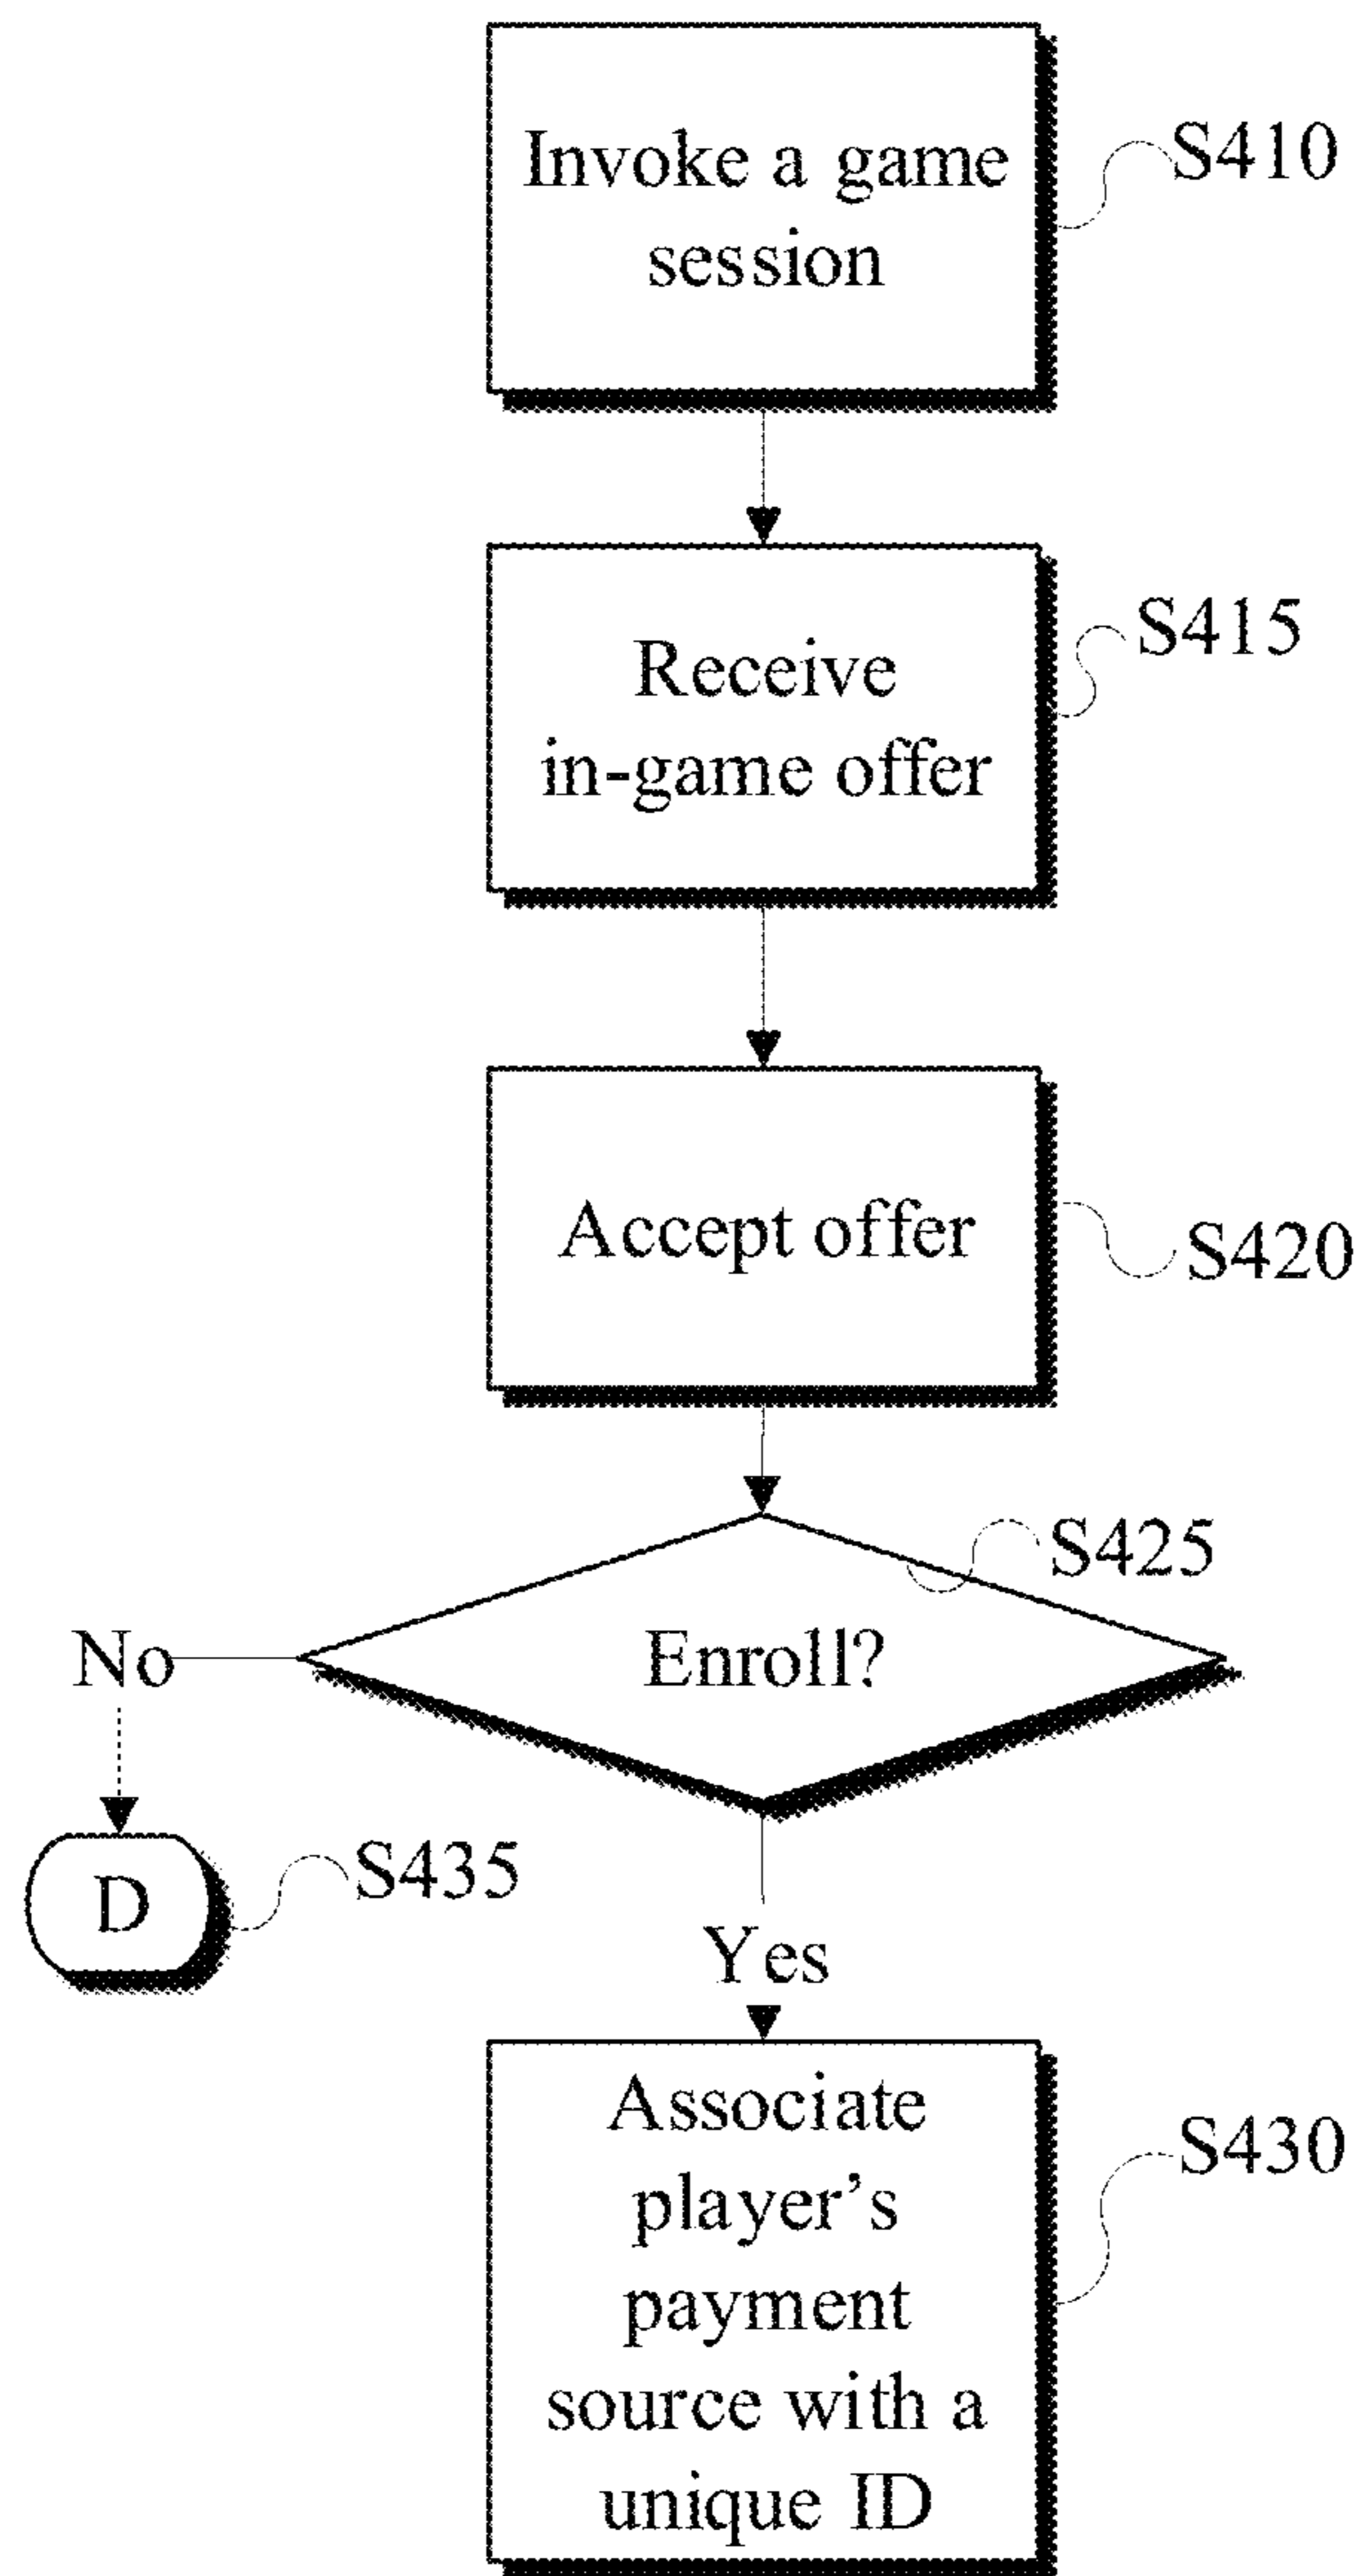 Invoke a game
session
S410
Receive
in-game offer
S415
Accept offer
S420
S425
Enroll?
No
D
S435
Yes
Associate
player's
payment
source with a
unique ID
S430